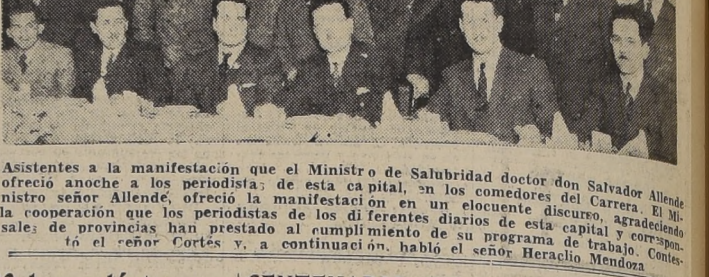 Asistentes a la manifestación que el Ministro de Salubridad doctor don Salvador Allende
ofreció anoche a los periodistas de esta capital, en los comedores del Carrera. El Mi-
nistro señor Allende, ofreció la manifestación en un elocuente discurso, agradeciendo
la cooperación que los periodistas de los diferentes diarios de esta capital y correspon-
sales de provincias han prestado al cumplimiento de su programa de trabajo. Contes-
tó el señor Cortés y, a continuación, habló el señor Heraclio Mendoza